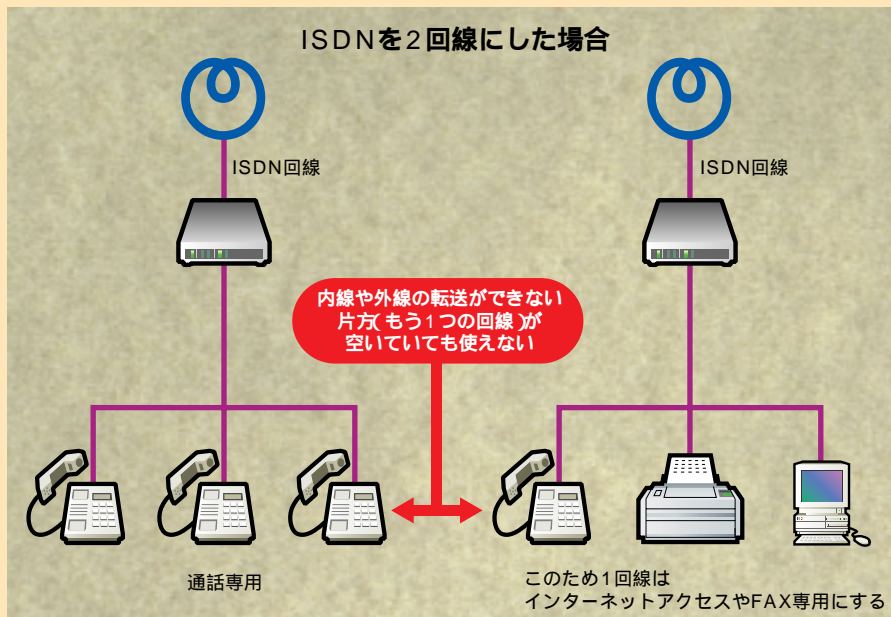 ISDNを2回線にした場合
ISDN回線
ISDN回線
内線や外線の転送ができない
片方(もう1つの回線)が
空いていても使えない
通話専用
このため1回線は
インターネットアクセスやFAX専用にする